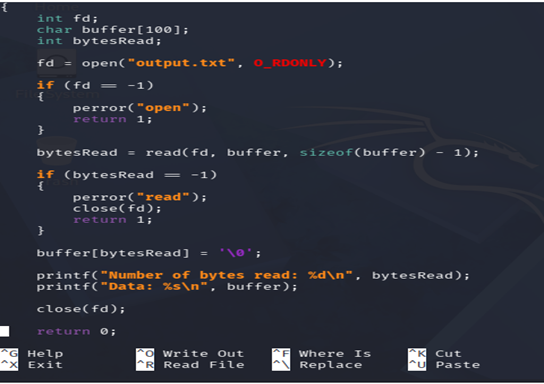 {
    int fd;
    char buffer[100];
    int bytesRead;
    fd = open("output.txt", O_RDONLY);
    if (fd == -1)
    {
        perror("open");
        return 1;
    }
    bytesRead = read(fd, buffer, sizeof(buffer) - 1);
    if (bytesRead == -1)
    {
        perror("read");
        close(fd);
        return 1;
    }
    buffer[bytesRead] = '\0';
    printf("Number of bytes read: %d\n", bytesRead);
    printf("Data: %s\n", buffer);
    close(fd);
    return 0;
^G Help ^O Write Out ^F Where Is ^K Cut
^X Exit ^R Read File ^\ Replace ^U Paste